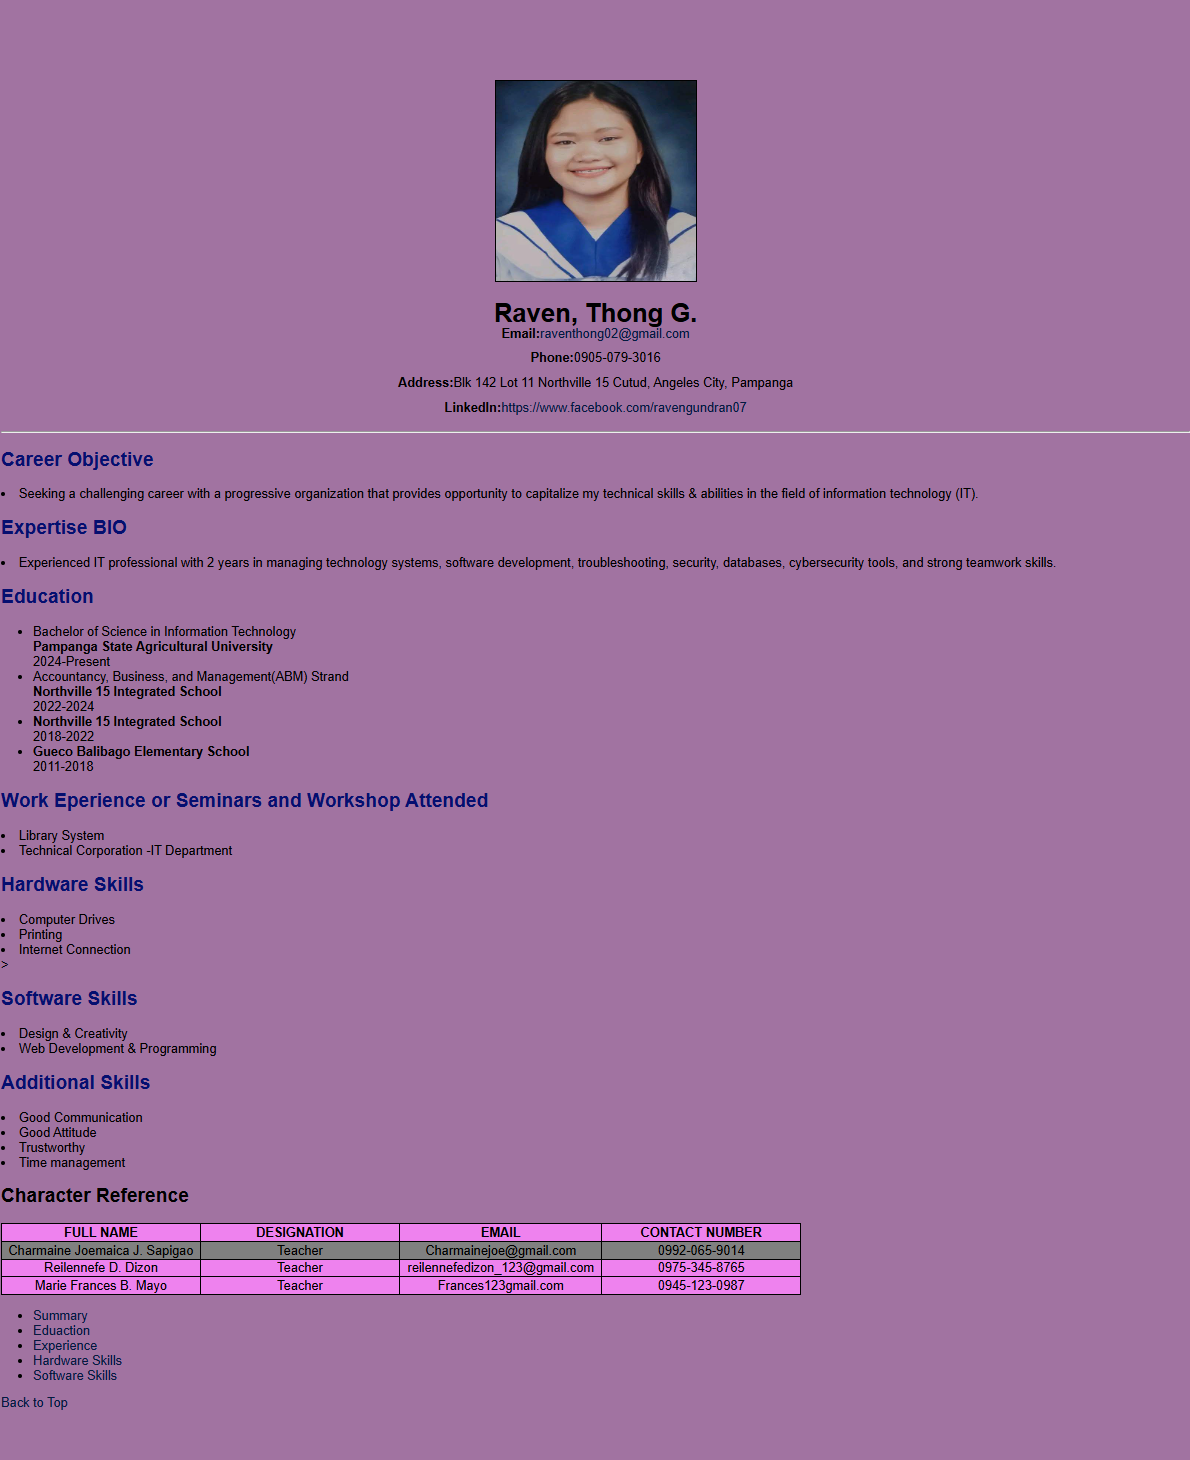 Raven, Thong G.
Email:raventhong02@gmail.com
Phone:0905-079-3016
Address:Blk 142 Lot 11 Northville 15 Cutud, Angeles City, Pampanga
LinkedIn:https://www.facebook.com/ravengundran07
Career Objective
• Seeking a challenging career with a progressive organization that provides opportunity to capitalize my technical skills & abilities in the field of information technology (IT).
Expertise BIO
• Experienced IT professional with 2 years in managing technology systems, software development, troubleshooting, security, databases, cybersecurity tools, and strong teamwork skills.
Education
• Bachelor of Science in Information Technology
Pampanga State Agricultural University
2024-Present
• Accountancy, Business, and Management(ABM) Strand
Northville 15 Integrated School
2022-2024
• Northville 15 Integrated School
2018-2022
• Gueco Balibago Elementary School
2011-2018
Work Eperience or Seminars and Workshop Attended
• Library System
• Technical Corporation -IT Department
Hardware Skills
• Computer Drives
• Printing
• Internet Connection
>
Software Skills
• Design & Creativity
• Web Development & Programming
Additional Skills
• Good Communication
• Good Attitude
• Trustworthy
• Time management
Character Reference
FULL NAME DESIGNATION EMAIL CONTACT NUMBER
Charmaine Joemaica J. Sapigao Teacher Charmainejoe@gmail.com 0992-065-9014
Reilennefe D. Dizon Teacher reilennefedizon_123@gmail.com 0975-345-8765
Marie Frances B. Mayo Teacher Frances123gmail.com 0945-123-0987
• Summary
• Eduaction
• Experience
• Hardware Skills
• Software Skills
Back to Top